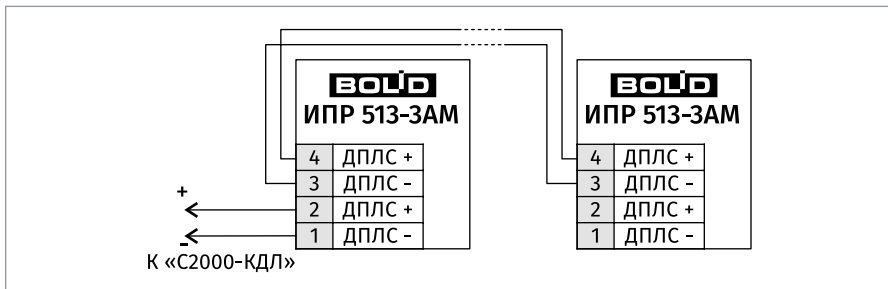 BOLID
ИПР 513-3АМ
4 ДПЛС +
3 ДПЛС -
2 ДПЛС +
1 ДПЛС -
BOLID
ИПР 513-3АМ
4 ДПЛС +
3 ДПЛС -
2 ДПЛС +
1 ДПЛС -
+
-
К «С2000-КДЛ»